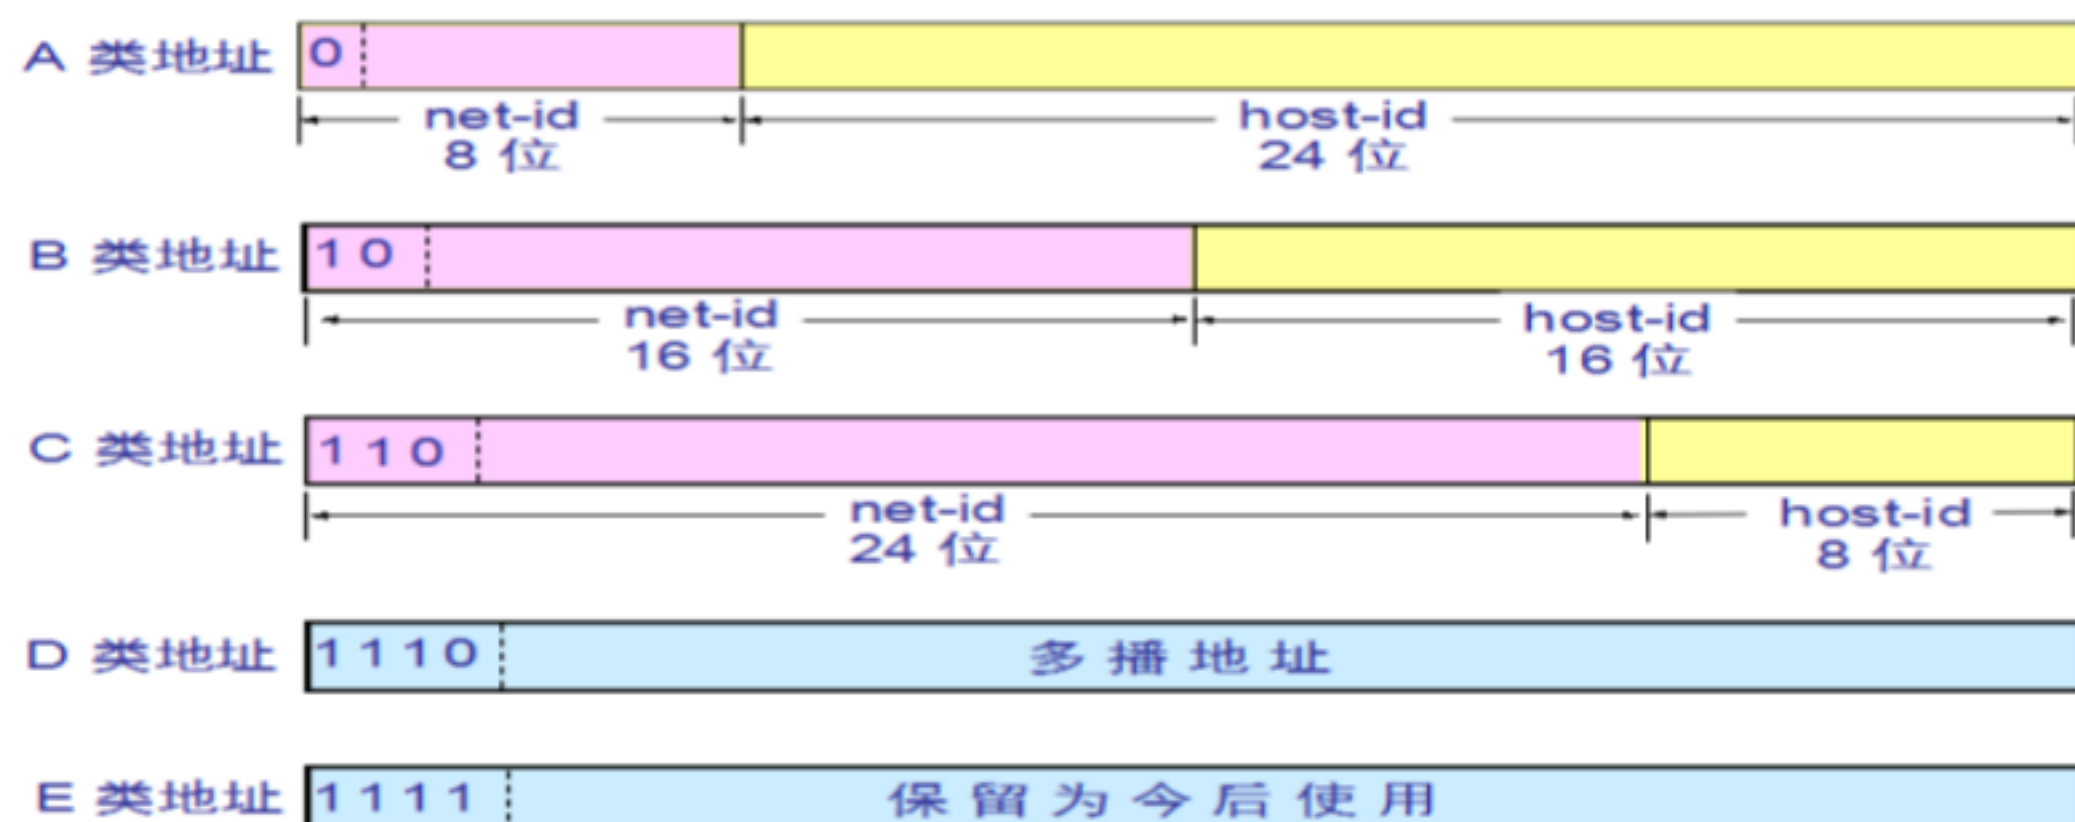 A 类地址 0
net-id host-id
8 位 24 位
B 类地址 1 0
net-id host-id
16 位 16 位
C 类地址 1 1 0
net-id host-id
24 位 8 位
D 类地址 1 1 1 0 多播地址
E 类地址 1 1 1 1 保留为今后使用